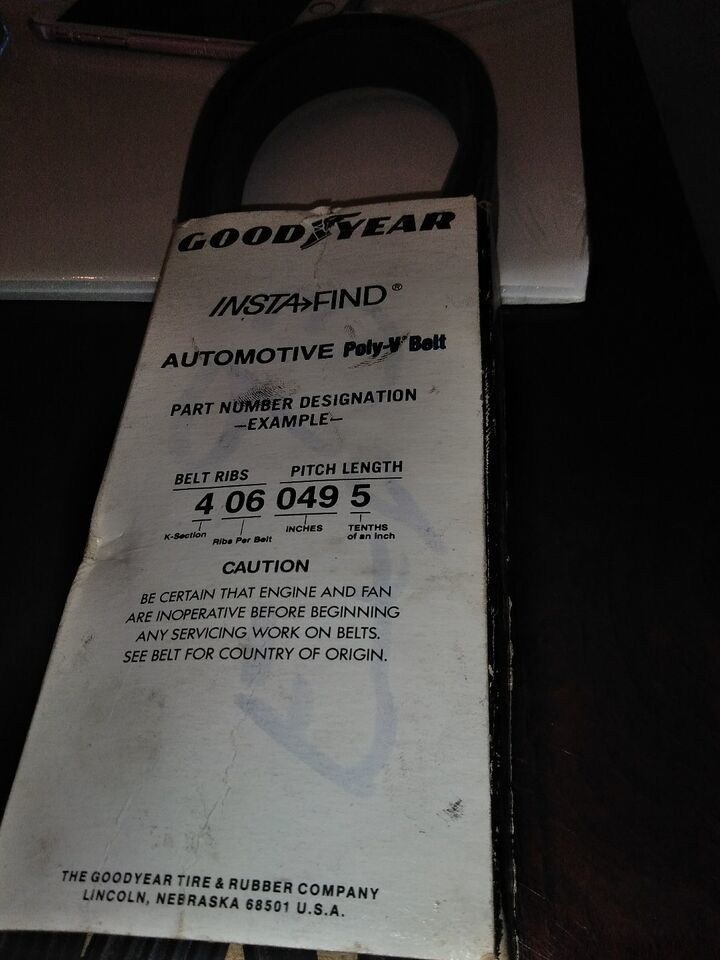 GOODYEAR
INSTA>FIND®
AUTOMOTIVE Poly-V® Belt
PART NUMBER DESIGNATION
–EXAMPLE–
BELT RIBS PITCH LENGTH
4 06 049 5
K-Section Ribs Per Belt INCHES TENTHS
of an inch
CAUTION
BE CERTAIN THAT ENGINE AND FAN
ARE INOPERATIVE BEFORE BEGINNING
ANY SERVICING WORK ON BELTS.
SEE BELT FOR COUNTRY OF ORIGIN.
THE GOODYEAR TIRE & RUBBER COMPANY
LINCOLN, NEBRASKA 68501 U.S.A.